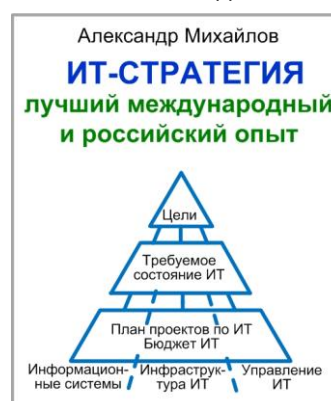 Александр Михайлов
ИТ-СТРАТЕГИЯ
лучший международный
и российский опыт
Цели
Требуемое
состояние ИТ
План проектов по ИТ
Бюджет ИТ
Информацион- Инфраструк- Управление
ные системы тура ИТ ИТ